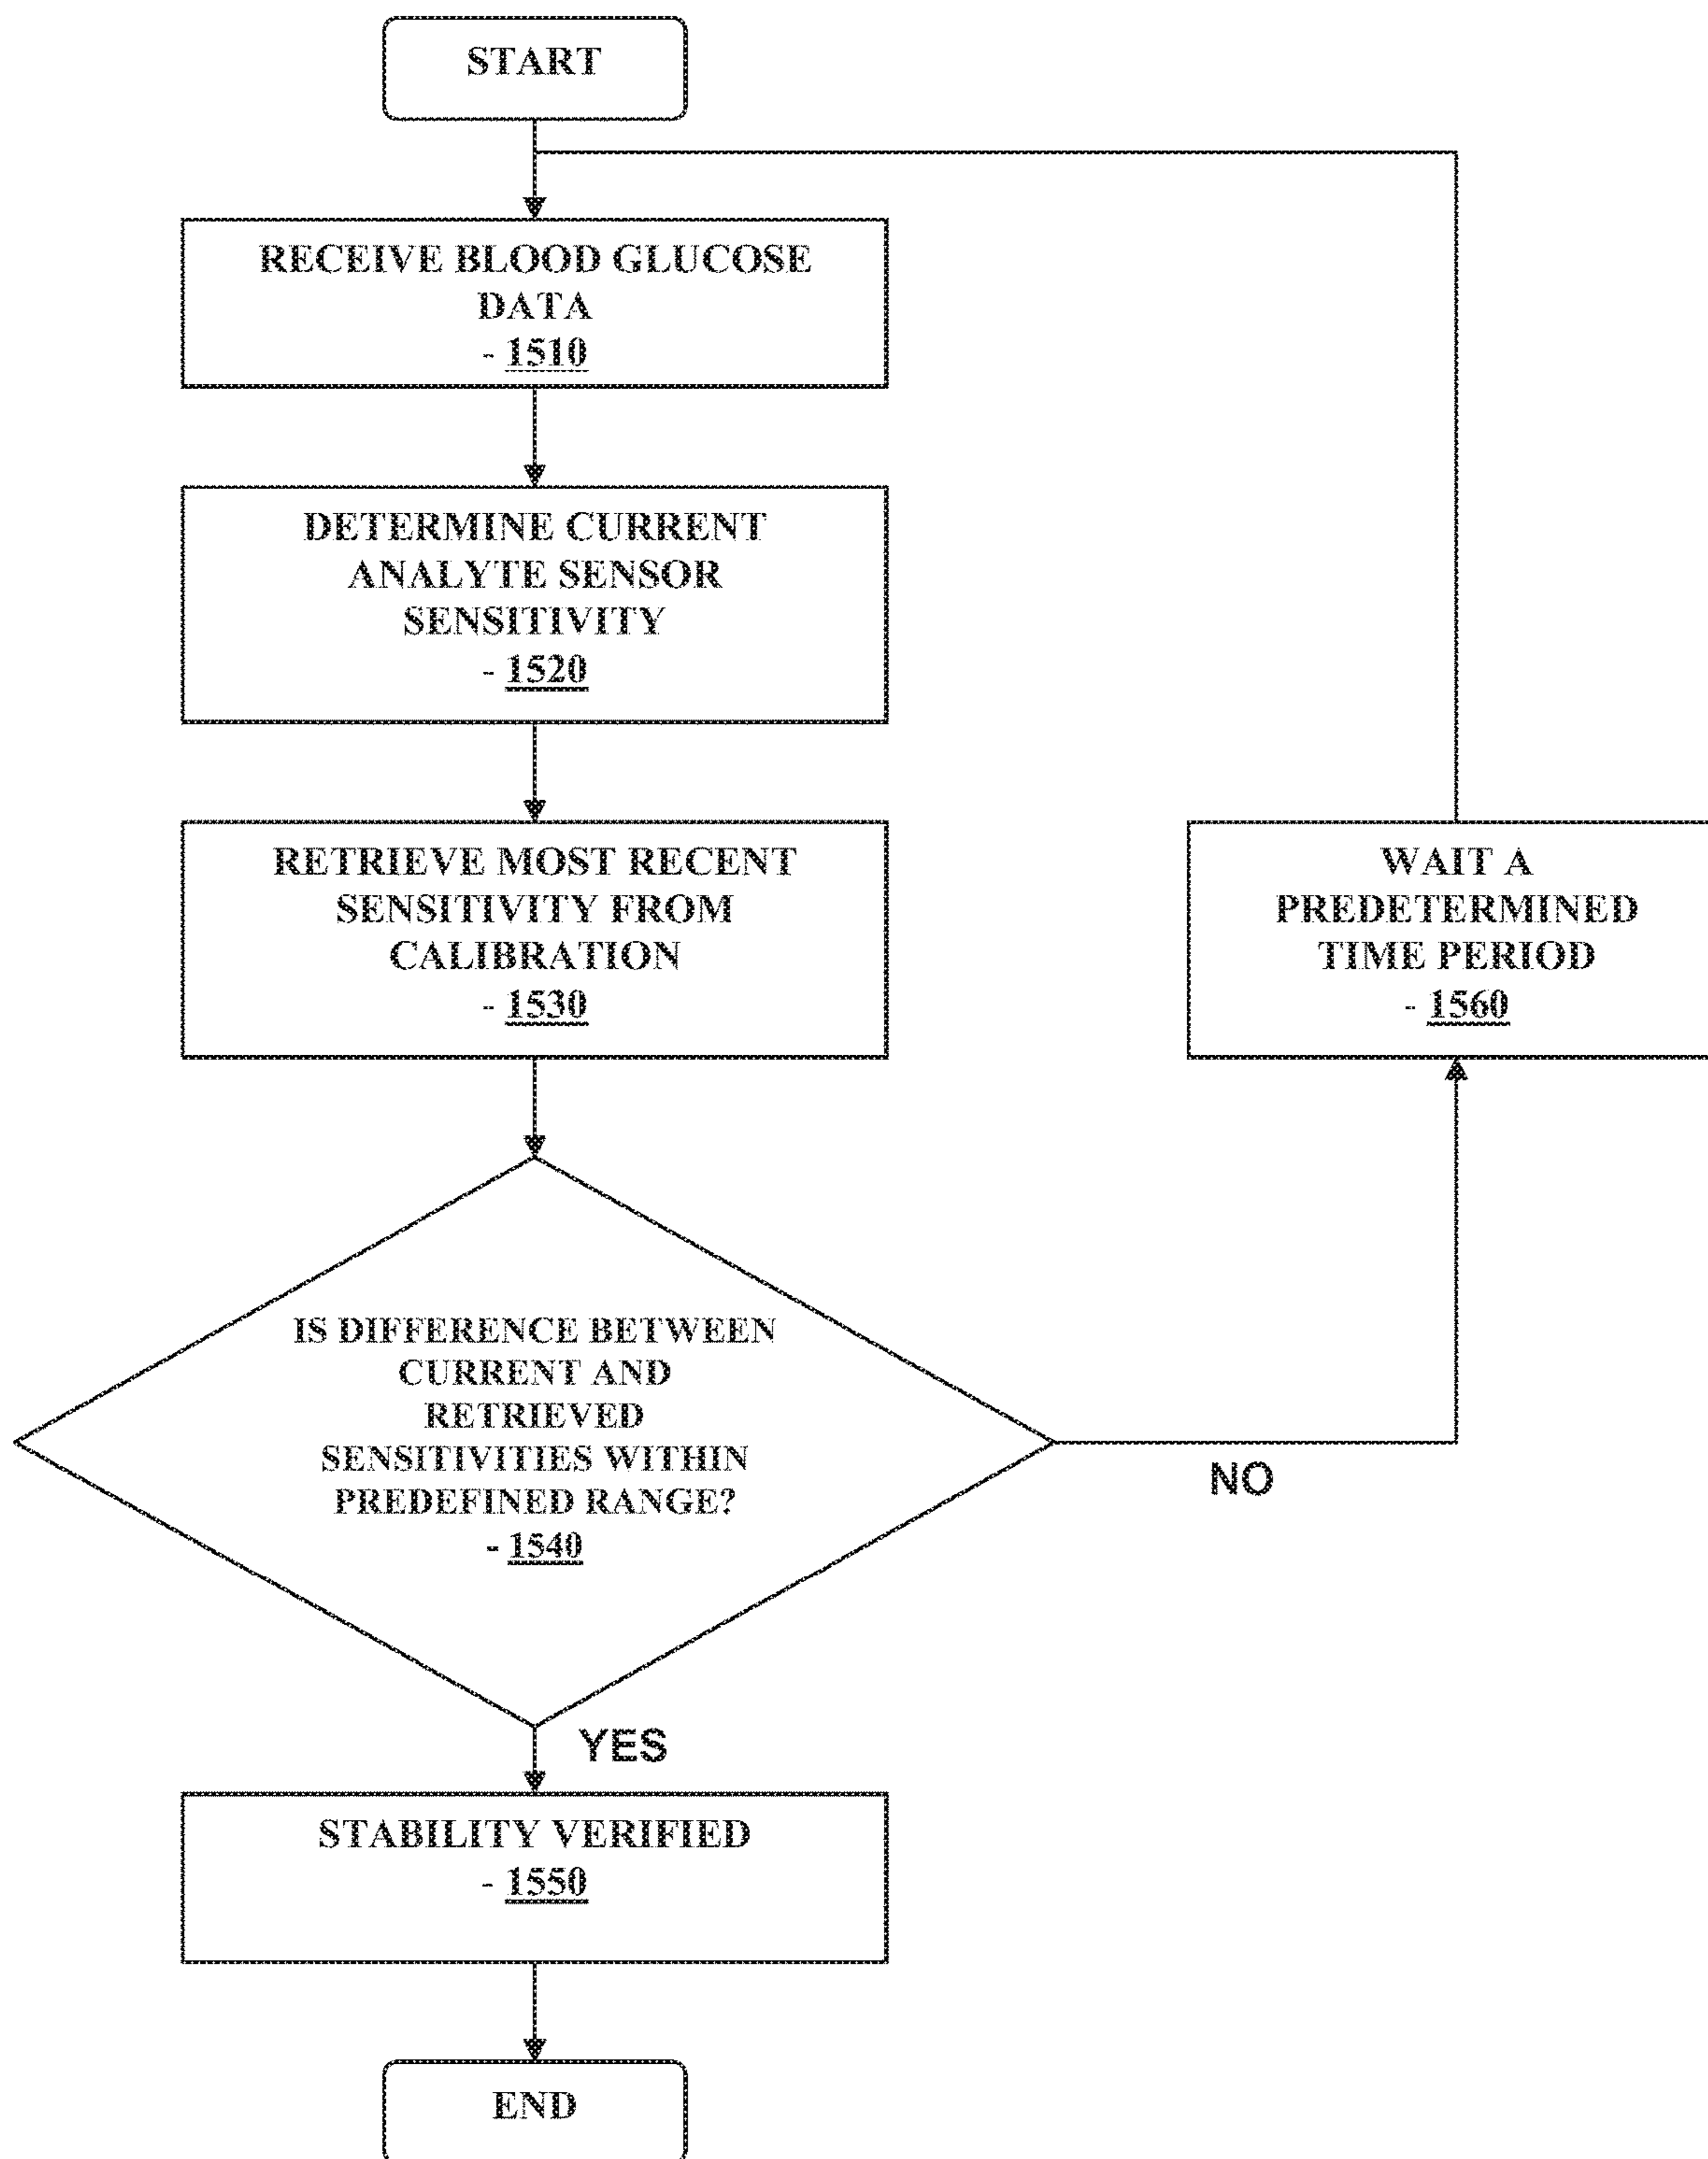 START
RECEIVE BLOOD GLUCOSE
DATA
- 1510
DETERMINE CURRENT
ANALYTE SENSOR
SENSITIVITY
- 1520
RETRIEVE MOST RECENT
SENSITIVITY FROM
CALIBRATION
- 1530
WAIT A
PREDETERMINED
TIME PERIOD
- 1560
IS DIFFERENCE BETWEEN
CURRENT AND
RETRIEVED
SENSITIVITIES WITHIN
PREDEFINED RANGE?
- 1540
NO
YES
STABILITY VERIFIED
- 1550
END